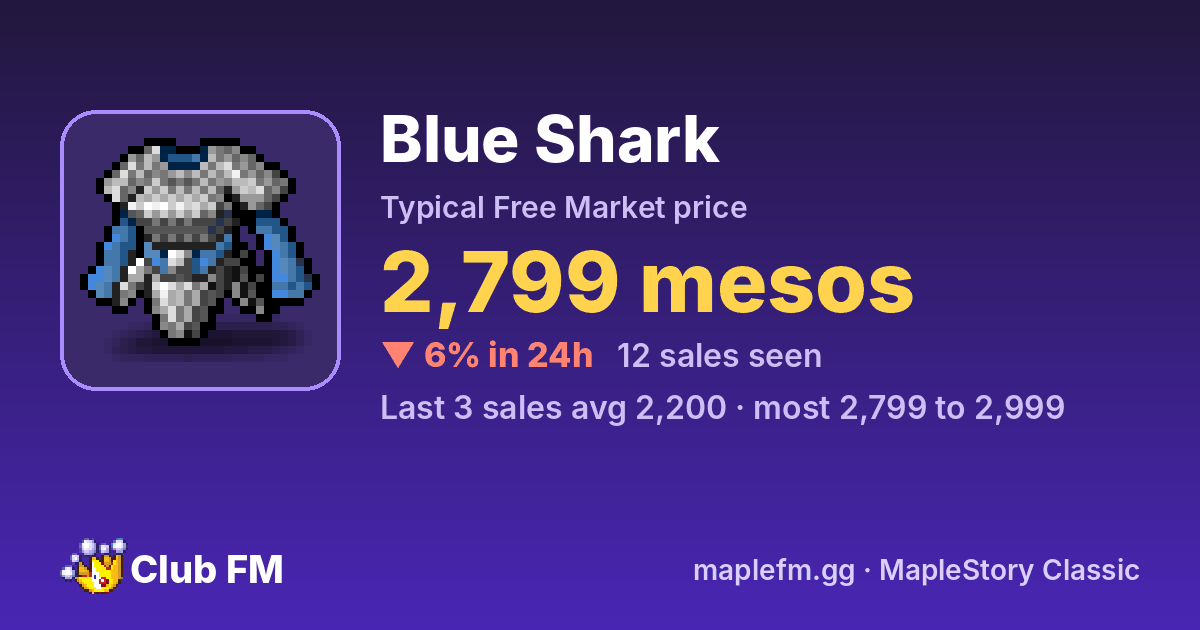 Blue Shark
Typical Free Market price
2,799 mesos
▼ 6% in 24h 12 sales seen
Last 3 sales avg 2,200 · most 2,799 to 2,999
Club FM
maplefm.gg · MapleStory Classic